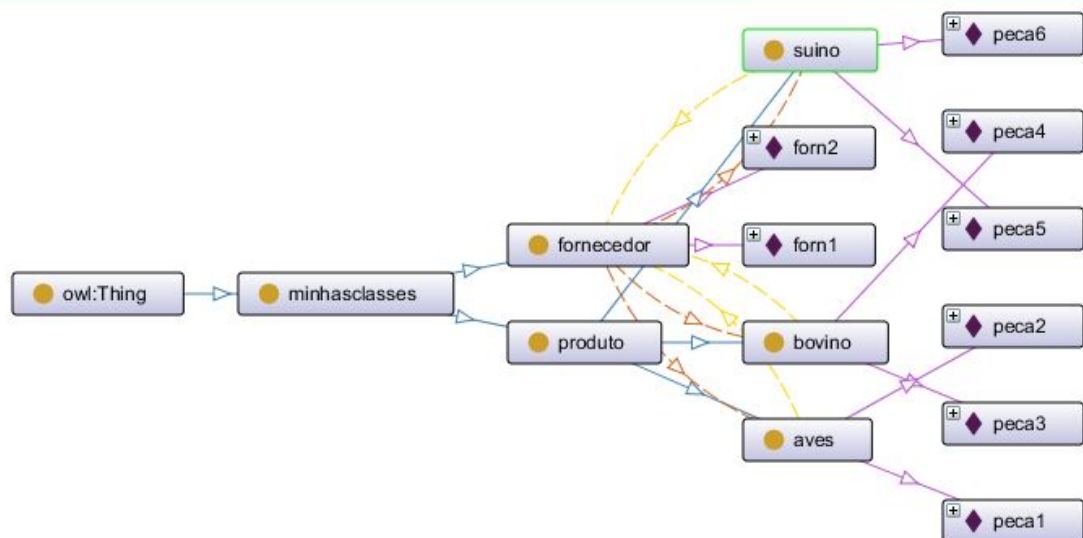 suino
peca6
forn2
peca4
fornecedor
forn1
peca5
owl:Thing
minhasclasses
produto
bovino
peca2
aves
peca3
peca1